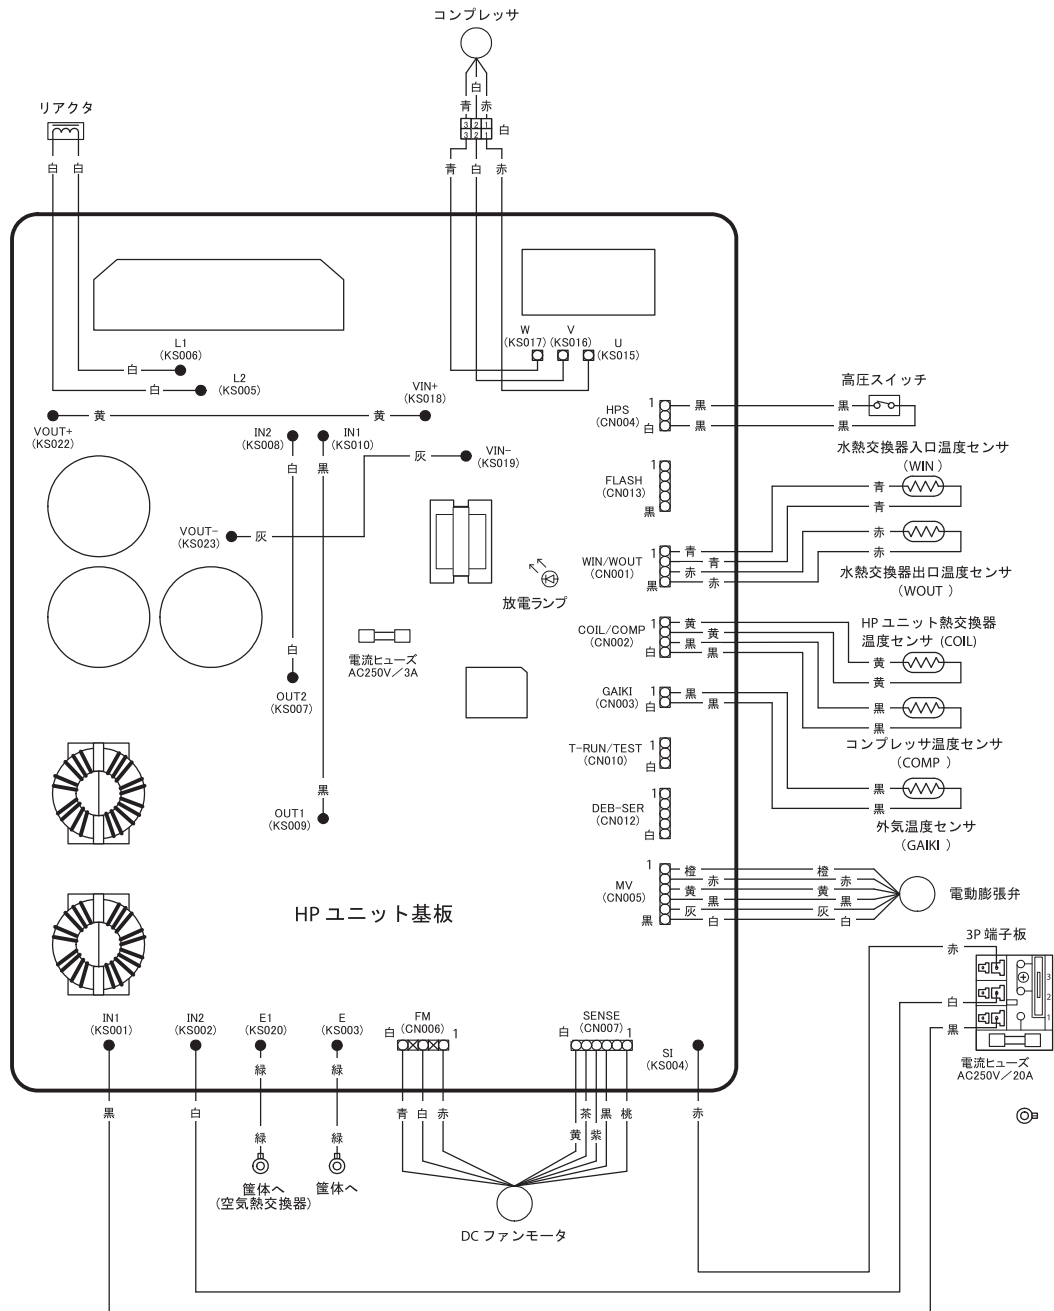 コンプレッサ
リアクタ
白
青 赤
3 2 1
3 2 1
白
白 白
青 白 赤
W
(KS017)
V
(KS016)
U
(KS015)
L1
(KS006)
白
L2
(KS005)
白
VIN+
(KS018)
黄 黄
VOUT+
(KS022)
IN2
(KS008)
IN1
(KS010)
白 黒
灰
VIN-
(KS019)
VOUT-
(KS023)
灰
放電ランプ
電流ヒューズ
AC250V/3A
白
OUT2
(KS007)
黒
OUT1
(KS009)
HPユニット基板
高圧スイッチ
HPS
(CN004)
1
白
黒 黒
黒 黒
水熱交換器入口温度センサ
(WIN )
FLASH
(CN013)
1
黒
青
青
赤
赤
WIN/WOUT
(CN001)
1
黒
青
青
赤
赤
水熱交換器出口温度センサ
(WOUT )
COIL/COMP
(CN002)
1
白
黄
黄
黒
黒
HPユニット熱交換器
温度センサ (COIL)
黄
黄
黒
黒
GAIKI
(CN003)
1
白
黒
黒
コンプレッサ温度センサ
(COMP )
T-RUN/TEST
(CN010)
1
白
黒
黒
DEB-SER
(CN012)
1
白
外気温度センサ
(GAIKI )
MV
(CN005)
1
黒
橙 橙
赤 赤
黄 黄
黒 黒
灰 灰
白 白
電動膨張弁
3P端子板
赤
白
黒
3
2
1
電流ヒューズ
AC250V/20A
IN1
(KS001)
IN2
(KS002)
E1
(KS020)
E
(KS003)
FM
(CN006)
白 1
SENSE
(CN007)
白 1
SI
(KS004)
緑 緑
黒 白
青 白 赤
茶 黒 桃
黄 紫
赤
緑 緑
筐体へ
(空気熱交換器)
筐体へ
DCファンモータ